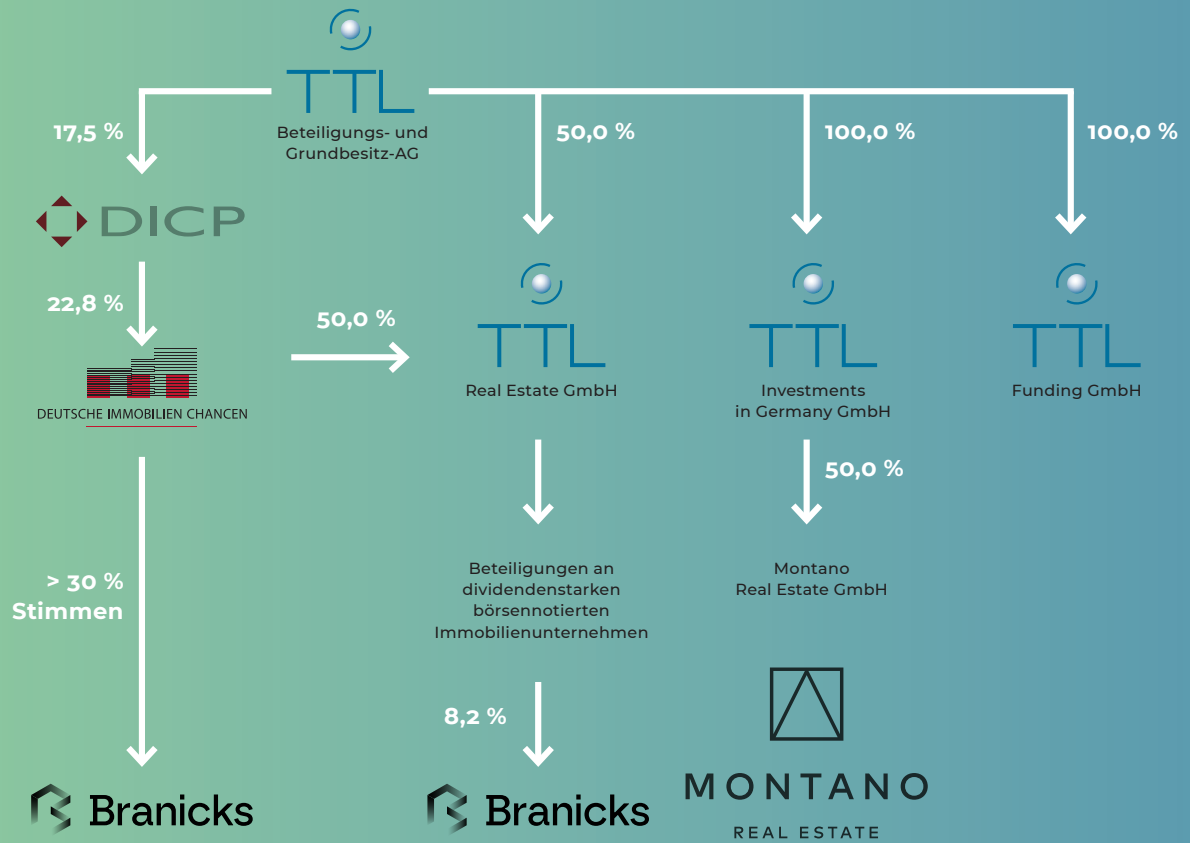 TTL
Beteiligungs- und
Grundbesitz-AG
17,5 %
50,0 %
100,0 %
100,0 %
DICP
22,8 %
50,0 %
DEUTSCHE IMMOBILIEN CHANCEN
TTL
Real Estate GmbH
TTL
Investments
in Germany GmbH
TTL
Funding GmbH
50,0 %
> 30 %
Stimmen
Beteiligungen an
dividendenstarken
börsennotierten
Immobilienunternehmen
Montano
Real Estate GmbH
8,2 %
Branicks
Branicks
MONTANO
REAL ESTATE